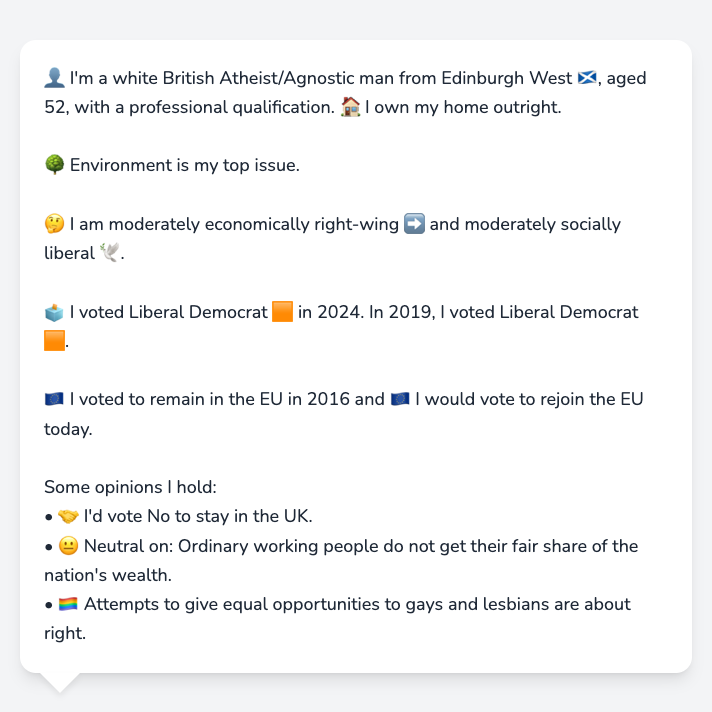 👤 I'm a white British Atheist/Agnostic man from Edinburgh West 🏴󠁧󠁢󠁳󠁣󠁴󠁿, aged
52, with a professional qualification. 🏠 I own my home outright.
🌳 Environment is my top issue.
🤔 I am moderately economically right-wing ➡️ and moderately socially
liberal 🕊️.
🗳️ I voted Liberal Democrat 🟧 in 2024. In 2019, I voted Liberal Democrat
🟧.
🇪🇺 I voted to remain in the EU in 2016 and 🇪🇺 I would vote to rejoin the EU
today.
Some opinions I hold:
• 🤝 I'd vote No to stay in the UK.
• 😐 Neutral on: Ordinary working people do not get their fair share of the
nation's wealth.
• 🏳️‍🌈 Attempts to give equal opportunities to gays and lesbians are about
right.